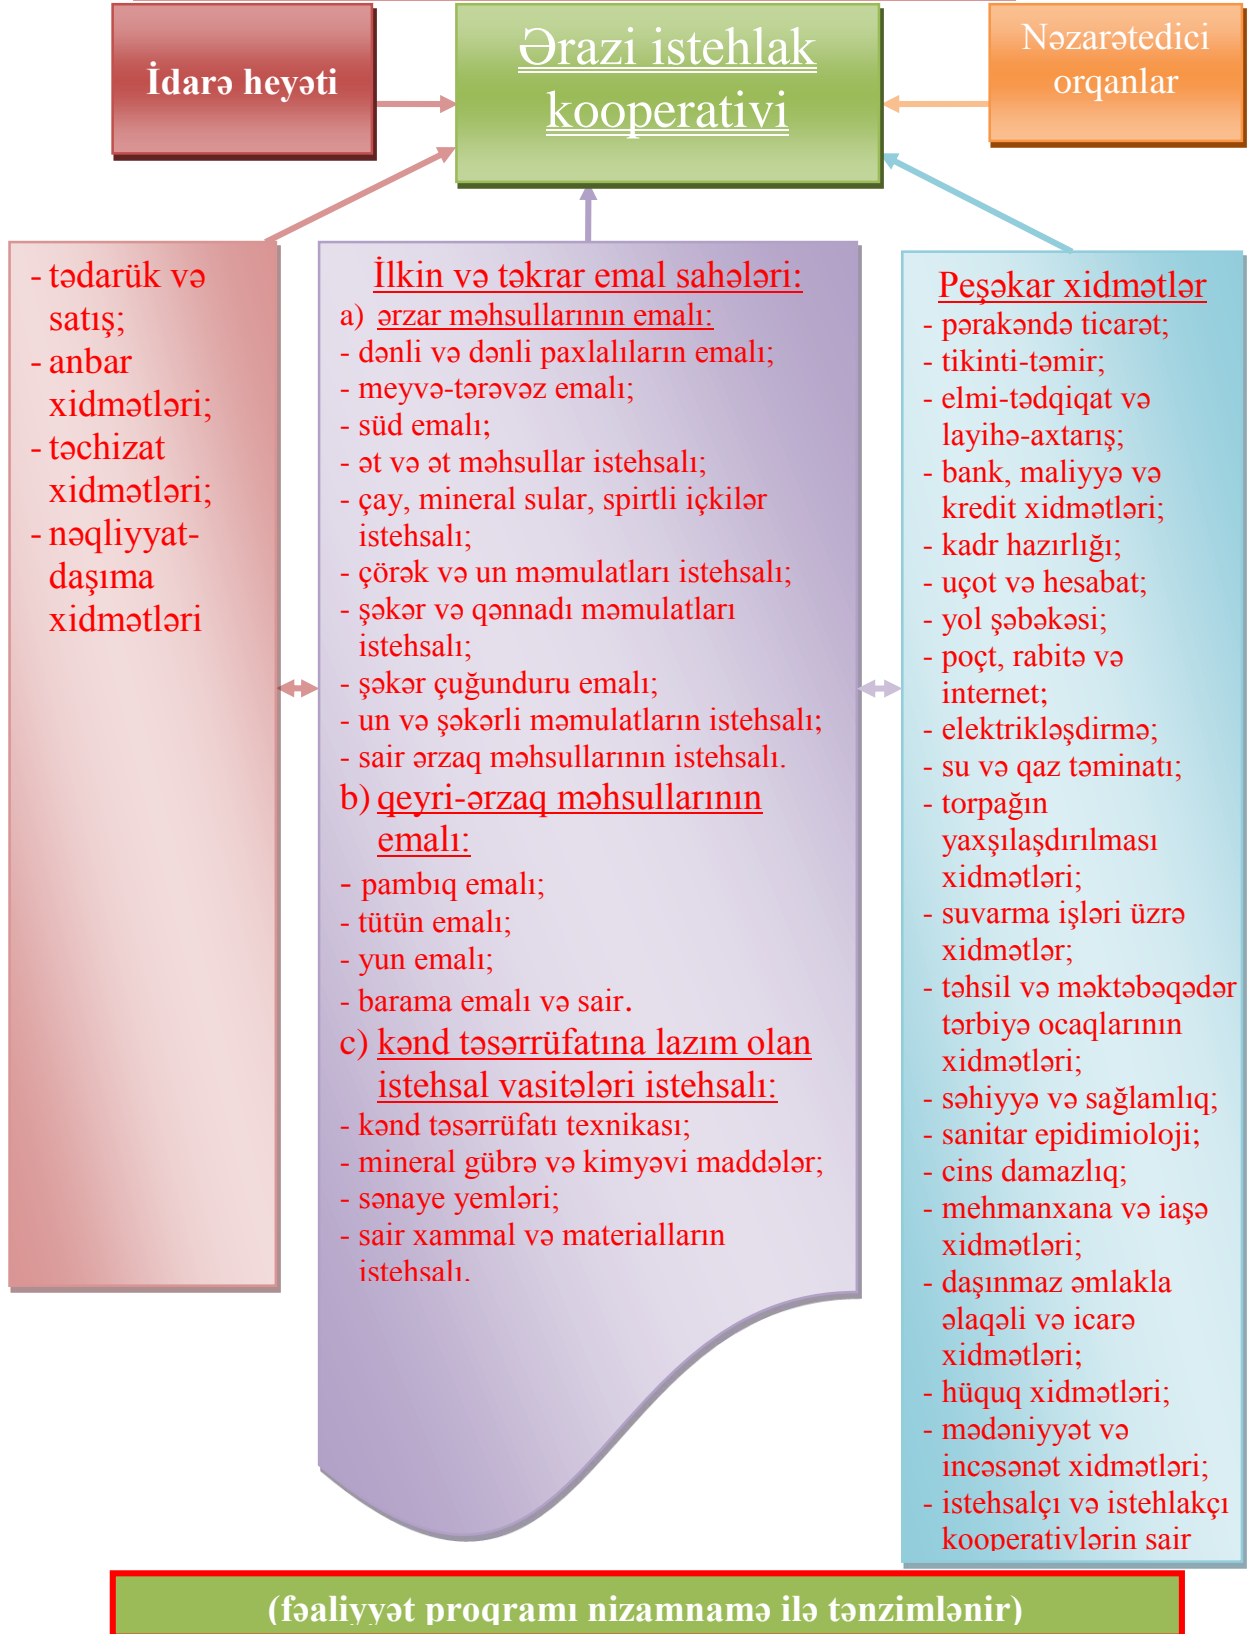 İdarə heyəti
Ərazi istehlak
kooperativi
Nəzarətedici
orqanlar
- tədarük və
satış;
- anbar
xidmətləri;
- təchizat
xidmətləri;
- nəqliyyat-
daşıma
xidmətləri
İlkin və təkrar emal sahələri:
a) ərzar məhsullarının emalı:
- dənli və dənli paxlalıların emalı;
- meyvə-tərəvəz emalı;
- süd emalı;
- ət və ət məhsullar istehsalı;
- çay, mineral sular, spirtli içkilər
istehsalı;
- çörək və un məmulatları istehsalı;
- şəkər və qənnadı məmulatları
istehsalı;
- şəkər çuğunduru emalı;
- un və şəkərli məmulatların istehsalı;
- sair ərzaq məhsullarının istehsalı.
b) qeyri-ərzaq məhsullarının
emalı:
- pambıq emalı;
- tütün emalı;
- yun emalı;
- barama emalı və sair.
c) kənd təsərrüfatına lazım olan
istehsal vasitələri istehsalı:
- kənd təsərrüfatı texnikası;
- mineral gübrə və kimyəvi maddələr;
- sənaye yemləri;
- sair xammal və materialların
istehsalı.
Peşəkar xidmətlər
- pərakəndə ticarət;
- tikinti-təmir;
- elmi-tədqiqat və
layihə-axtarış;
- bank, maliyyə və
kredit xidmətləri;
- kadr hazırlığı;
- uçot və hesabat;
- yol şəbəkəsi;
- poçt, rabitə və
internet;
- elektrikləşdirmə;
- su və qaz təminatı;
- torpağın
yaxşılaşdırılması
xidmətləri;
- suvarma işləri üzrə
xidmətlər;
- təhsil və məktəbəqədər
tərbiyə ocaqlarının
xidmətləri;
- səhiyyə və sağlamlıq;
- sanitar epidimioloji;
- cins damazlıq;
- mehmanxana və iaşə
xidmətləri;
- daşınmaz əmlakla
əlaqəli və icarə
xidmətləri;
- hüquq xidmətləri;
- mədəniyyət və
incəsənət xidmətləri;
- istehsalçı və istehlakçı
kooperativlərin sair
(fəaliyyət proqramı nizamnamə ilə tənzimlənir)